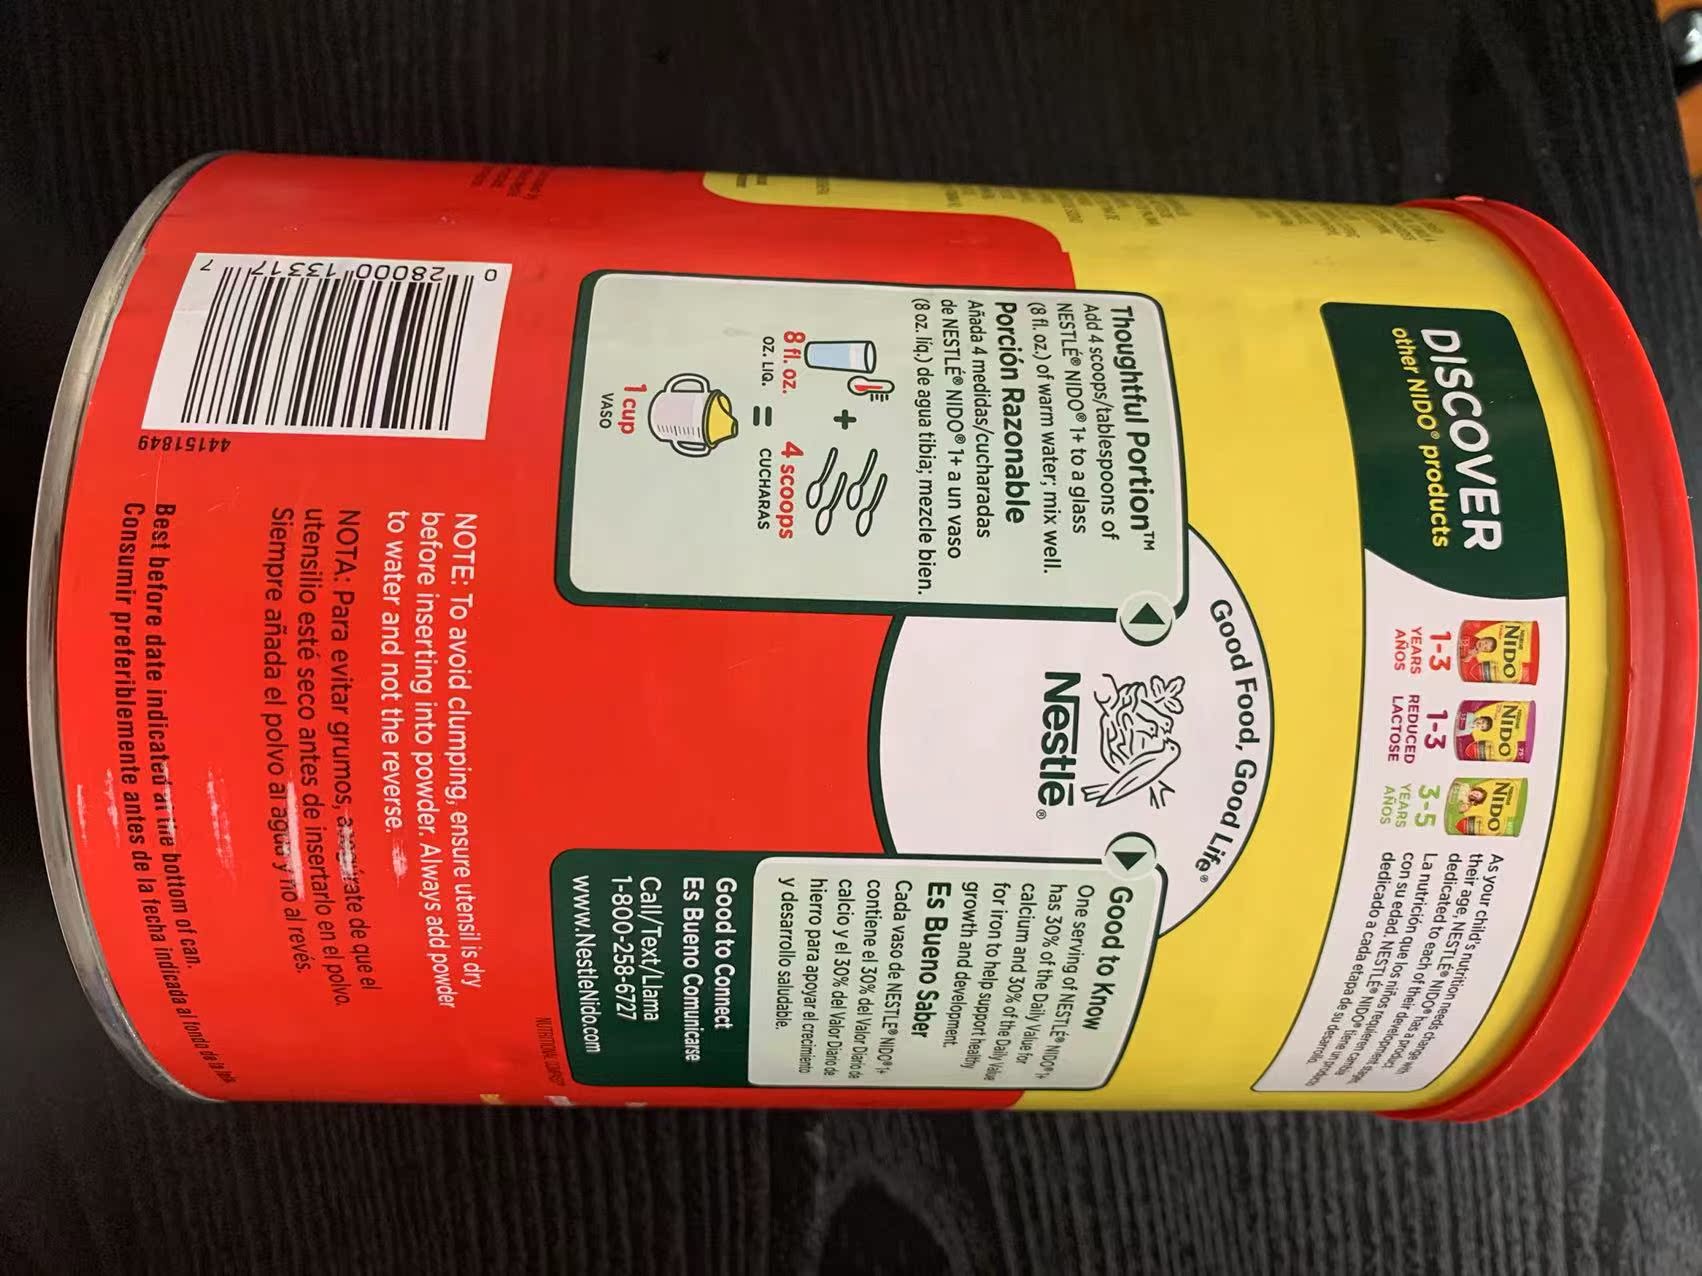 DISCOVER
other NIDO® products
NIDO
1-3
YEARS
AÑOS
NIDO
1-3
REDUCED
LACTOSE
NIDO
3-5
YEARS
AÑOS
As your child's nutrition needs change with
their age, NESTLÉ® NIDO® has a product
dedicated to each of their development
La nutrición que los niños requieren
con su edad. NESTLÉ® NIDO® tiene un
dedicado a cada etapa de su desarrollo.
Good Food, Good Life®
Nestlé®
Thoughtful Portion™
Add 4 scoops/tablespoons of
NESTLÉ® NIDO® 1+ to a glass
(8 fl. oz.) of warm water; mix well.
Porción Razonable
Añada 4 medidas/cucharadas
de NESTLÉ® NIDO® 1+ a un vaso
(8 oz. líq.) de agua tibia; mezcle bien.
8 fl. oz.
OZ. LIQ.
+
4 scoops
CUCHARAS
=
1 cup
VASO
Good to Know
One serving of NESTLÉ® NIDO® 1+
has 30% of the Daily Value for
calcium and 30% of the Daily Value
for iron to help support healthy
growth and development.
Es Bueno Saber
Cada vaso de NESTLÉ® NIDO® 1+
contiene el 30% del Valor Diario de
calcio y el 30% del Valor Diario de
hierro para apoyar el crecimiento
y desarrollo saludable.
Good to Connect
Es Bueno Comunicarse
Call/Text/Llama
1-800-258-6727
www.NestleNido.com
NOTE: To avoid clumping, ensure utensil is dry
before inserting into powder. Always add powder
to water and not the reverse.
NOTA: Para evitar grumos, asegúrate de que el
utensilio esté seco antes de insertarlo en el polvo.
Siempre añada el polvo al agua y no al revés.
Best before date indicated at the bottom of can.
Consumir preferiblemente antes de la fecha indicada al fondo de la lata.
0 28000 13317 7
44151849